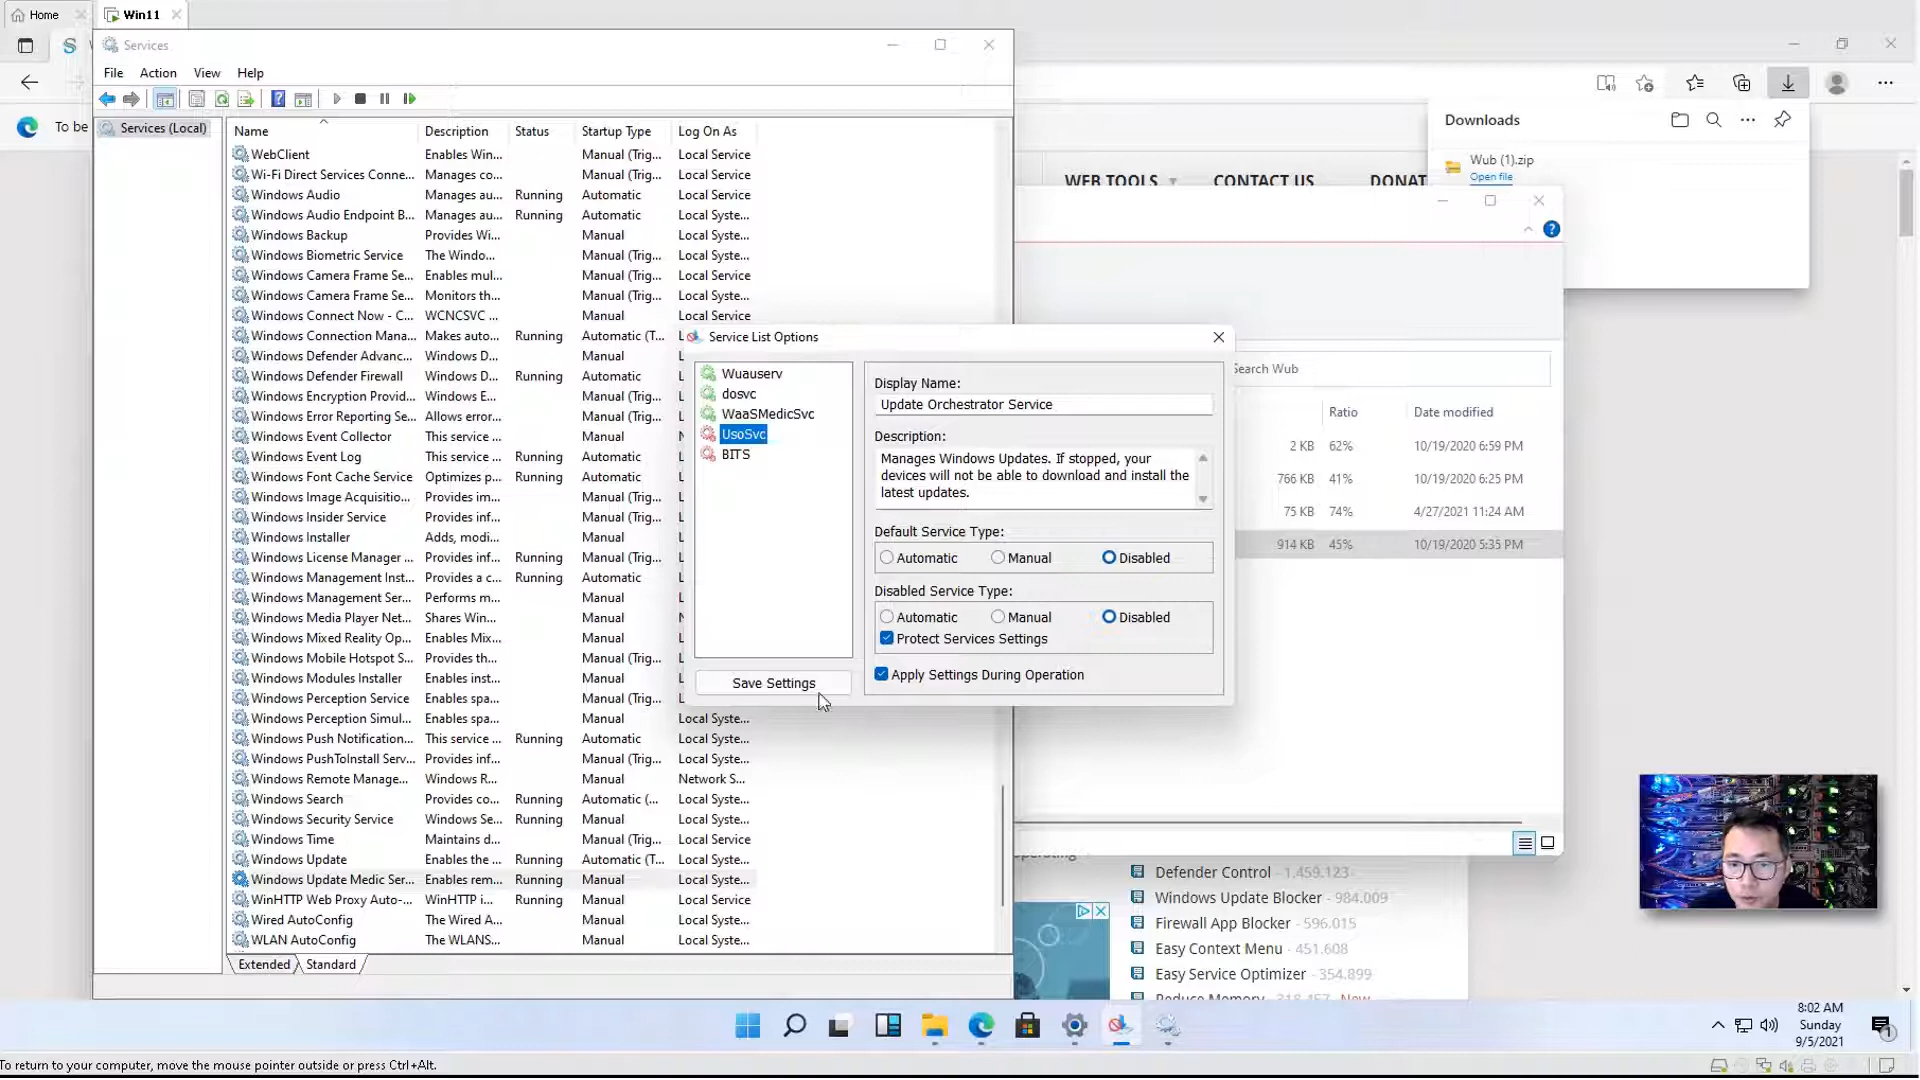 Home
Win11
Services
File Action View Help
To be
Services (Local)
Name Description Status Startup Type Log On As
WebClient Enables Win... Manual (Trig... Local Service
Wi-Fi Direct Services Conne... Manages co... Manual (Trig... Local Service
Windows Audio Manages au... Running Automatic Local Service
Windows Audio Endpoint B... Manages au... Running Automatic Local Syste...
Windows Backup Provides Wi... Manual Local Syste...
Windows Biometric Service The Windo... Manual (Trig... Local Syste...
Windows Camera Frame Se... Enables mul... Manual (Trig... Local Service
Windows Camera Frame Se... Monitors th... Manual (Trig... Local Syste...
Windows Connect Now - C... WCNCSVC ... Manual Local Service
Windows Connection Mana... Makes auto... Running Automatic (T... L
Windows Defender Advanc... Windows D... Manual L
Windows Defender Firewall Windows D... Running Automatic L
Windows Encryption Provid... Windows E... Manual (Trig... L
Windows Error Reporting Se... Allows error... Manual (Trig... L
Windows Event Collector This service ... Manual N
Windows Event Log This service ... Running Automatic L
Windows Font Cache Service Optimizes p... Running Automatic L
Windows Image Acquisitio... Provides im... Manual (Trig... L
Windows Insider Service Provides inf... Manual (Trig... L
Windows Installer Adds, modi... Manual L
Windows License Manager ... Provides inf... Running Manual (Trig... L
Windows Management Inst... Provides a c... Running Automatic L
Windows Management Ser... Performs m... Manual L
Windows Media Player Net... Shares Win... Manual N
Windows Mixed Reality Op... Enables Mix... Manual L
Windows Mobile Hotspot S... Provides th... Manual (Trig... L
Windows Modules Installer Enables inst... Manual L
Windows Perception Service Enables spa... Manual (Trig... L
Windows Perception Simul... Enables spa... Manual Local Syste...
Windows Push Notification... This service ... Running Automatic Local Syste...
Windows PushToInstall Serv... Provides inf... Manual (Trig... Local Syste...
Windows Remote Manage... Windows R... Manual Network S...
Windows Search Provides co... Running Automatic (... Local Syste...
Windows Security Service Windows Se... Running Manual Local Syste...
Windows Time Maintains d... Manual (Trig... Local Service
Windows Update Enables the ... Running Automatic (T... Local Syste...
Windows Update Medic Ser... Enables rem... Running Manual Local Syste...
WinHTTP Web Proxy Auto-... WinHTTP i... Running Manual Local Service
Wired AutoConfig The Wired A... Manual Local Syste...
WLAN AutoConfig The WLANS... Manual Local Syste...
Extended Standard
Service List Options
Wuauserv
dosvc
WaaSMedicSvc
UsoSvc
BITS
Save Settings
Display Name:
Update Orchestrator Service
Description:
Manages Windows Updates. If stopped, your
devices will not be able to download and install the
latest updates.
Default Service Type:
Automatic Manual Disabled
Disabled Service Type:
Automatic Manual Disabled
Protect Services Settings
Apply Settings During Operation
Downloads
Wub (1).zip
Open file
WEB TOOLS CONTACT US DONAT
Search Wub
Ratio Date modified
2 KB 62% 10/19/2020 6:59 PM
766 KB 41% 10/19/2020 6:25 PM
75 KB 74% 4/27/2021 11:24 AM
914 KB 45% 10/19/2020 5:35 PM
operating
Defender Control - 1,459.123
Windows Update Blocker - 984.009
Firewall App Blocker - 596.015
Easy Context Menu - 451.608
Easy Service Optimizer - 354.899
Reduce Memory - 318.457 New
8:02 AM
Sunday
9/5/2021
1
To return to your computer, move the mouse pointer outside or press Ctrl+Alt.